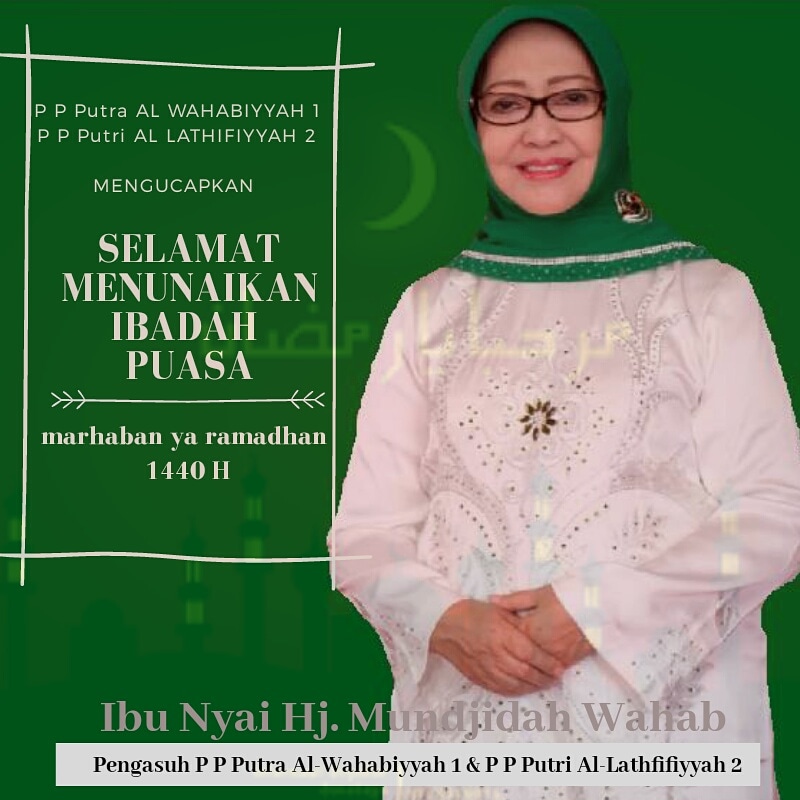 P P Putra AL WAHABIYYAH 1
P P Putri AL LATHIFIYYAH 2
MENGUCAPKAN
SELAMAT
MENUNAIKAN
IBADAH
PUASA
marhaban ya ramadhan
1440 H
Ibu Nyai Hj. Mundjidah Wahab
Pengasuh P P Putra Al-Wahabiyyah 1 & P P Putri Al-Lathfifiyyah 2